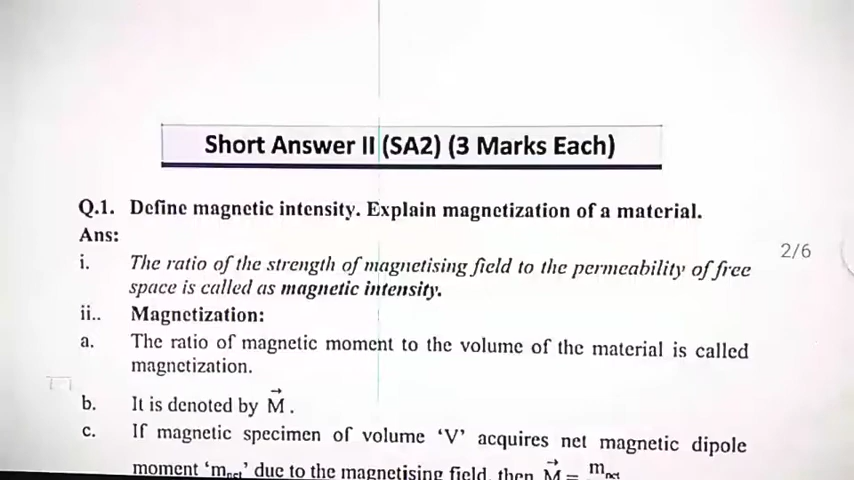 Short Answer II (SA2) (3 Marks Each)
Q.1. Define magnetic intensity. Explain magnetization of a material.
Ans:
2/6
i. The ratio of the strength of magnetising field to the permeability of free
space is called as magnetic intensity.
ii.. Magnetization:
a. The ratio of magnetic moment to the volume of the material is called
magnetization.
b. It is denoted by M⃗ .
c. If magnetic specimen of volume ‘V’ acquires net magnetic dipole
moment ‘mnet’ due to the magnetising field, then M⃗ = mnet